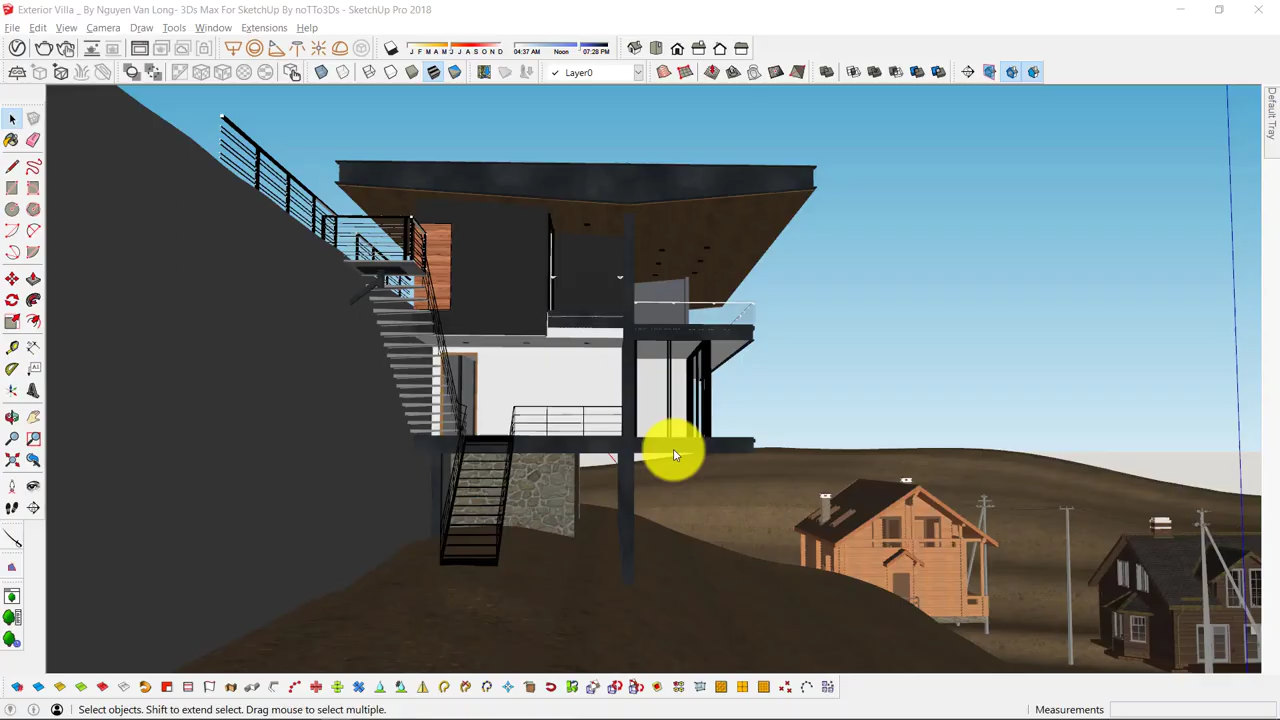 Exterior Villa _ By Nguyen Van Long- 3Ds Max For SketchUp By noTTo3Ds - SketchUp Pro 2018
File Edit View Camera Draw Tools Window Extensions Help
J F M A M J J A S O N D 04:37 AM Noon 07:28 PM
✓ Layer0
Default Tray
Select objects. Shift to extend select. Drag mouse to select multiple. Measurements